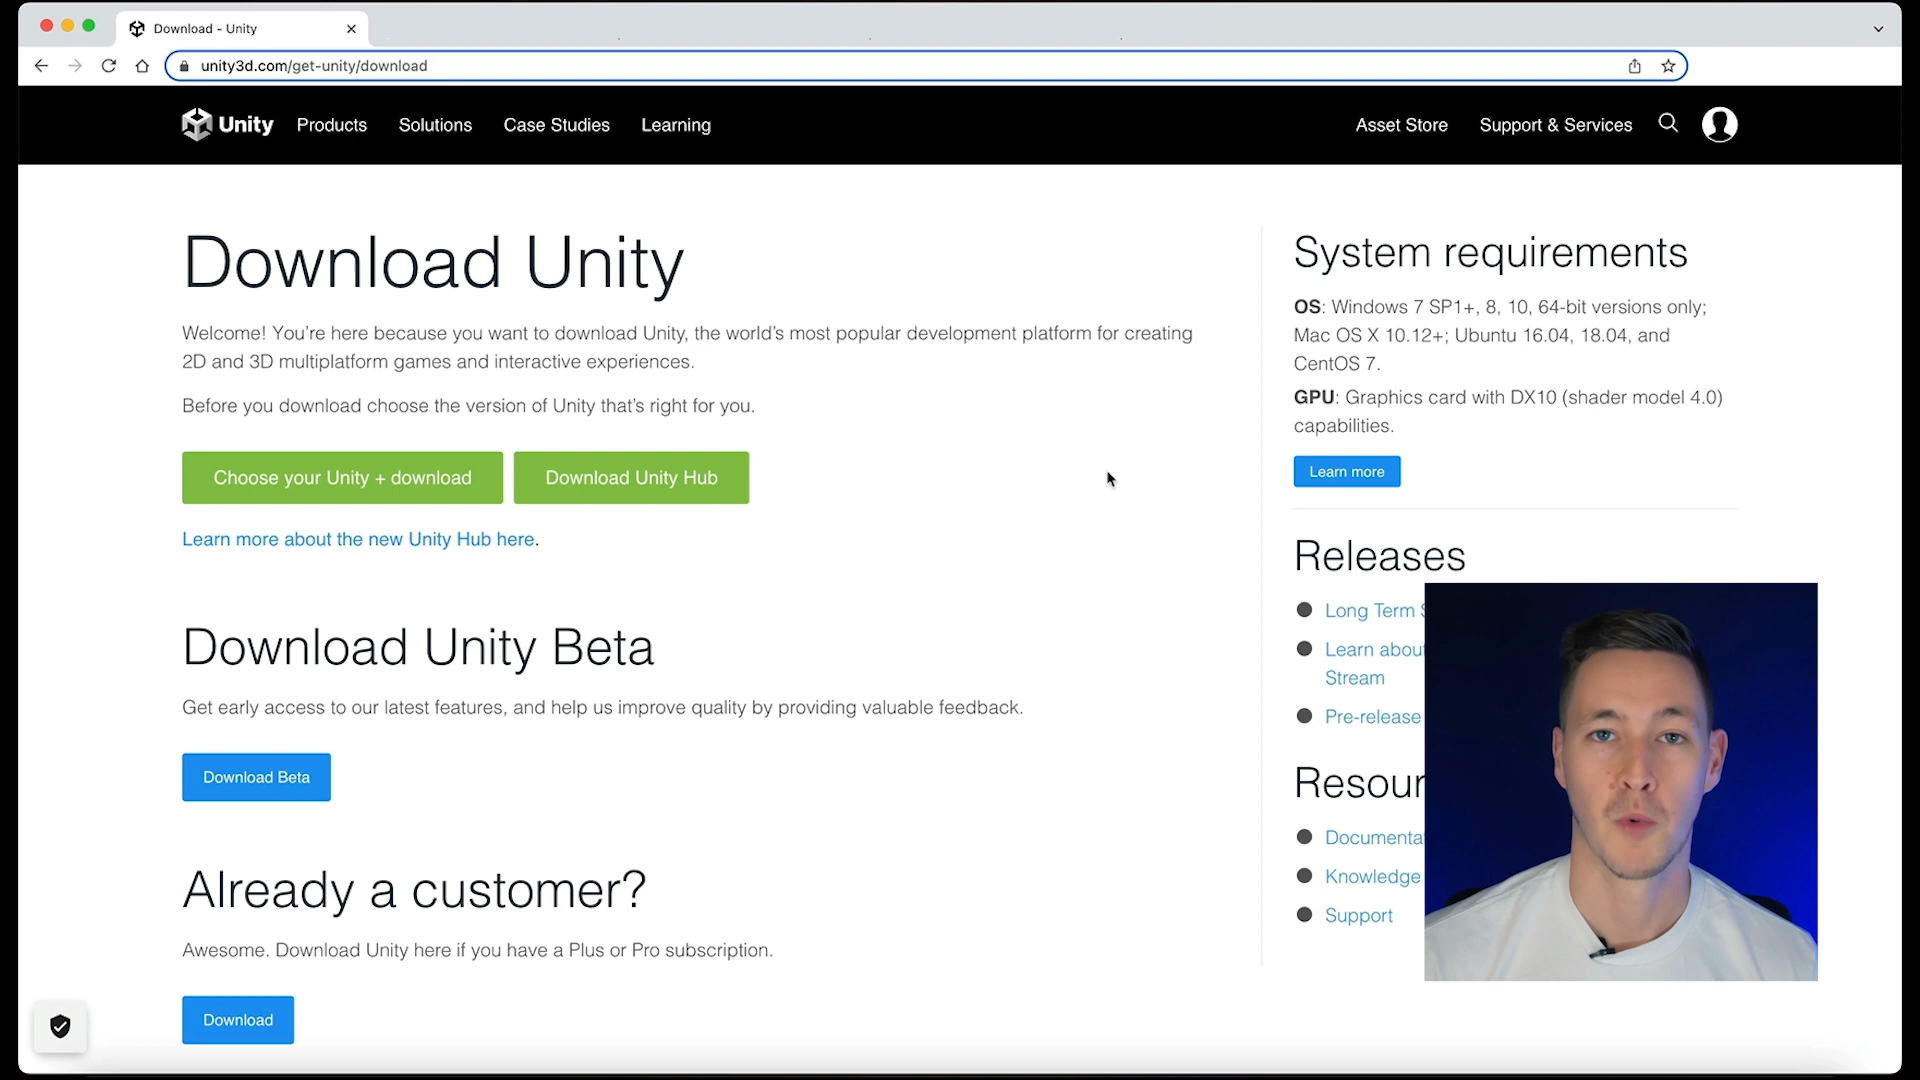 Download - Unity
unity3d.com/get-unity/download
Unity Products Solutions Case Studies Learning Asset Store Support & Services
Download Unity
Welcome! You're here because you want to download Unity, the world's most popular development platform for creating
2D and 3D multiplatform games and interactive experiences.
Before you download choose the version of Unity that's right for you.
Choose your Unity + download
Download Unity Hub
Learn more about the new Unity Hub here.
Download Unity Beta
Get early access to our latest features, and help us improve quality by providing valuable feedback.
Download Beta
Already a customer?
Awesome. Download Unity here if you have a Plus or Pro subscription.
Download
System requirements
OS: Windows 7 SP1+, 8, 10, 64-bit versions only;
Mac OS X 10.12+; Ubuntu 16.04, 18.04, and
CentOS 7.
GPU: Graphics card with DX10 (shader model 4.0)
capabilities.
Learn more
Releases
Long Term
Learn
Stream
Pre-release
Knowledge
Support